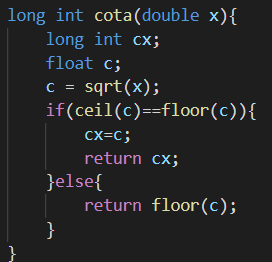 long int cota(double x){
    long int cx;
    float c;
    c = sqrt(x);
    if(ceil(c)==floor(c)){
        cx=c;
        return cx;
    }else{
        return floor(c);
    }
}